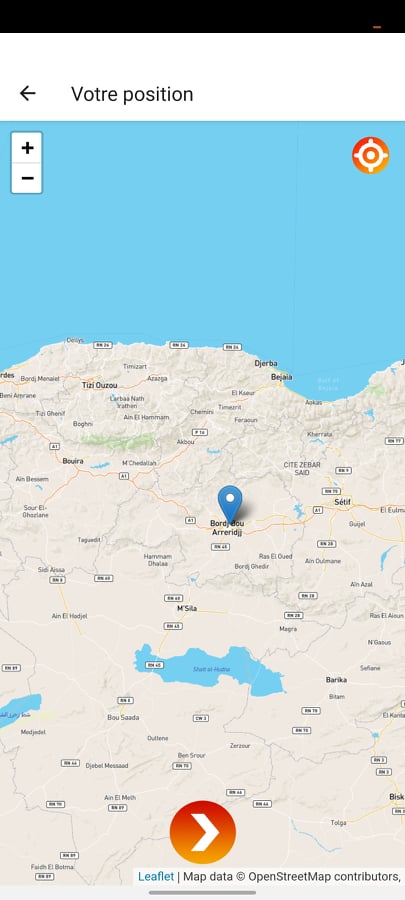 Votre position
+
−
Dellys
RN 24
RN 24
RN 24
Djerba
Bejaia
Gulf of
Bejaia
Timizart
Azazga
Bordj Menaiel
Tizi Ouzou
Larbaa Nath
Irathen
El Kseur
Aokas
Beni Amrane
Tizi Ghenif
Ain El Hammam
Chemini
Timezrit
Feraoun
Boghni
Kherrata
P 16
Akbou
RN 77
A1
Bouira
M'Chedallah
CITE ZEBAR
SAID
RN 9
Ain Bessem
A1
RN 75
Sétif
Sour El-
Ghozlane
A1
Bordj Bou
Arreridjj
A1
Guijel
El Eulma
Taguedit
RN 45
RN 28
Hammam
Dhalaa
Ras El Oued
Ain Oulmane
Bordj Ghedir
Sidi Aissa
RN 8
RN 60
Ain Azal
RN 60
RN 28
Ain El Hadjel
M'Sila
RN 28
Ras El Aioun
RN 45
Magra
N'Gaous
RN 89
RN 45
Shatt al-Hudna
Sefiane
Barika
RN 8
Bitam
CW 3
RN 70
Bou Saada
RN 70
Medjedel
Outlene
Zerzour
Ben Srour
RN 3
RN 46
Djebel Messaad
RN 70
RN 3
RN 46
Ain El Melh
RN 70
RN 89
RN 46
Tolga
RN 89
Faidh El Botma
RN 89
Leaflet | Map data © OpenStreetMap contributors,